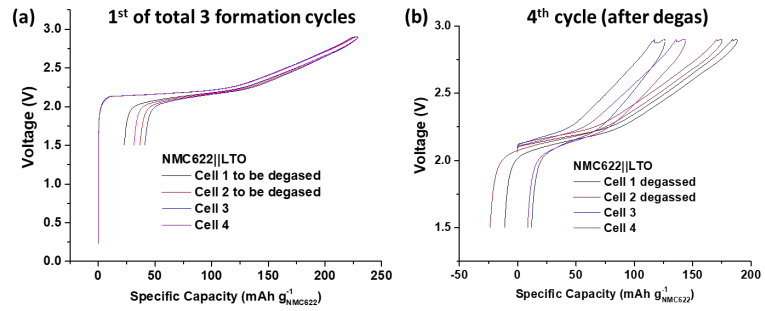 (a) 1st of total 3 formation cycles
Voltage (V)
3.0
2.5
2.0
1.5
1.0
0.5
0.0
NMC622||LTO
Cell 1 to be degased
Cell 2 to be degased
Cell 3
Cell 4
0 50 100 150 200 250
Specific Capacity (mAh g-1NMC622)
(b) 4th cycle (after degas)
Voltage (V)
3.0
2.5
2.0
1.5
NMC622||LTO
Cell 1 degassed
Cell 2 degassed
Cell 3
Cell 4
-50 0 50 100 150 200
Specific Capacity (mAh g-1NMC622)